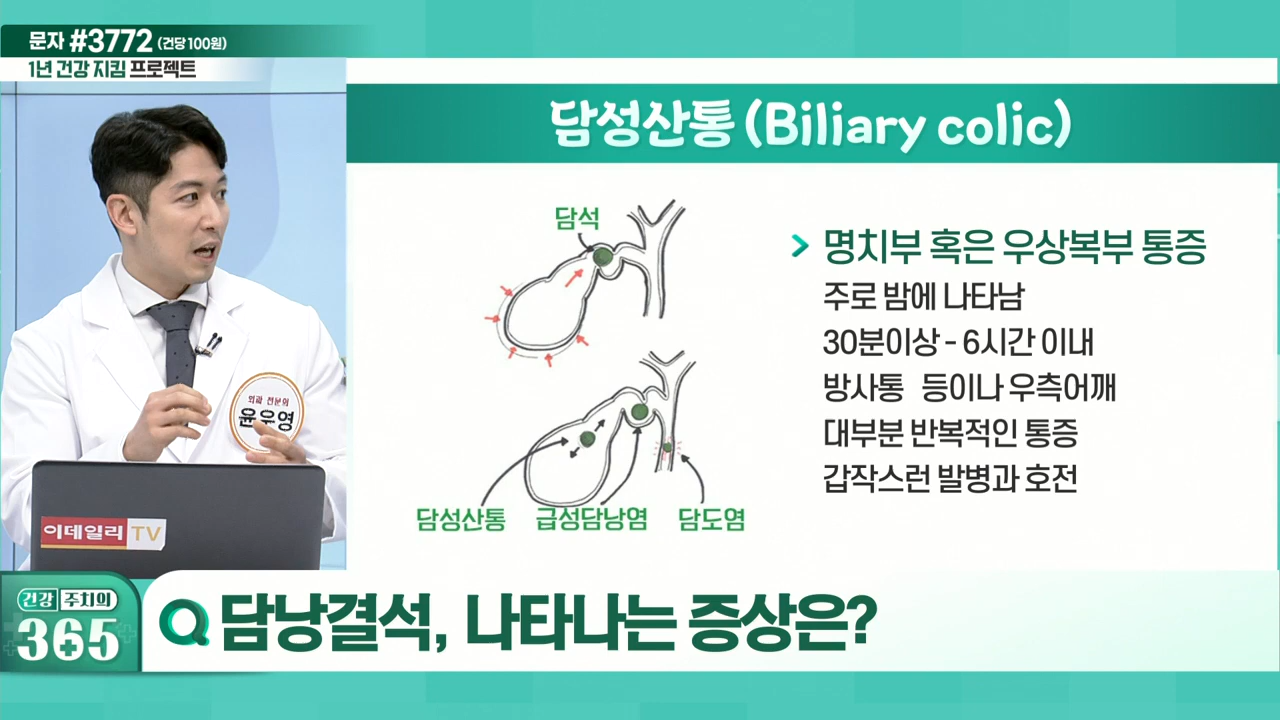 문자 #3772 (건당 100원)
1년 건강 지킴 프로젝트
담성산통 (Biliary colic)
담석
담성산통 급성담낭염 담도염
> 명치부 혹은 우상복부 통증
주로 밤에 나타남
30분이상 - 6시간 이내
방사통 등이나 우측어깨
대부분 반복적인 통증
갑작스런 발병과 호전
외과 전문의
윤우영
이데일리 TV
건강 주치의
365
Q 담낭결석, 나타나는 증상은?